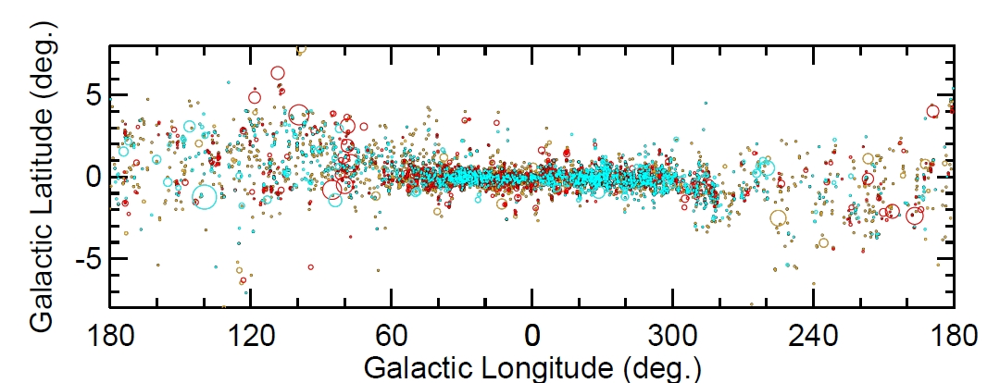 Galactic Latitude (deg.)
5
0
-5
180 120 60 0 300 240 180
Galactic Longitude (deg.)